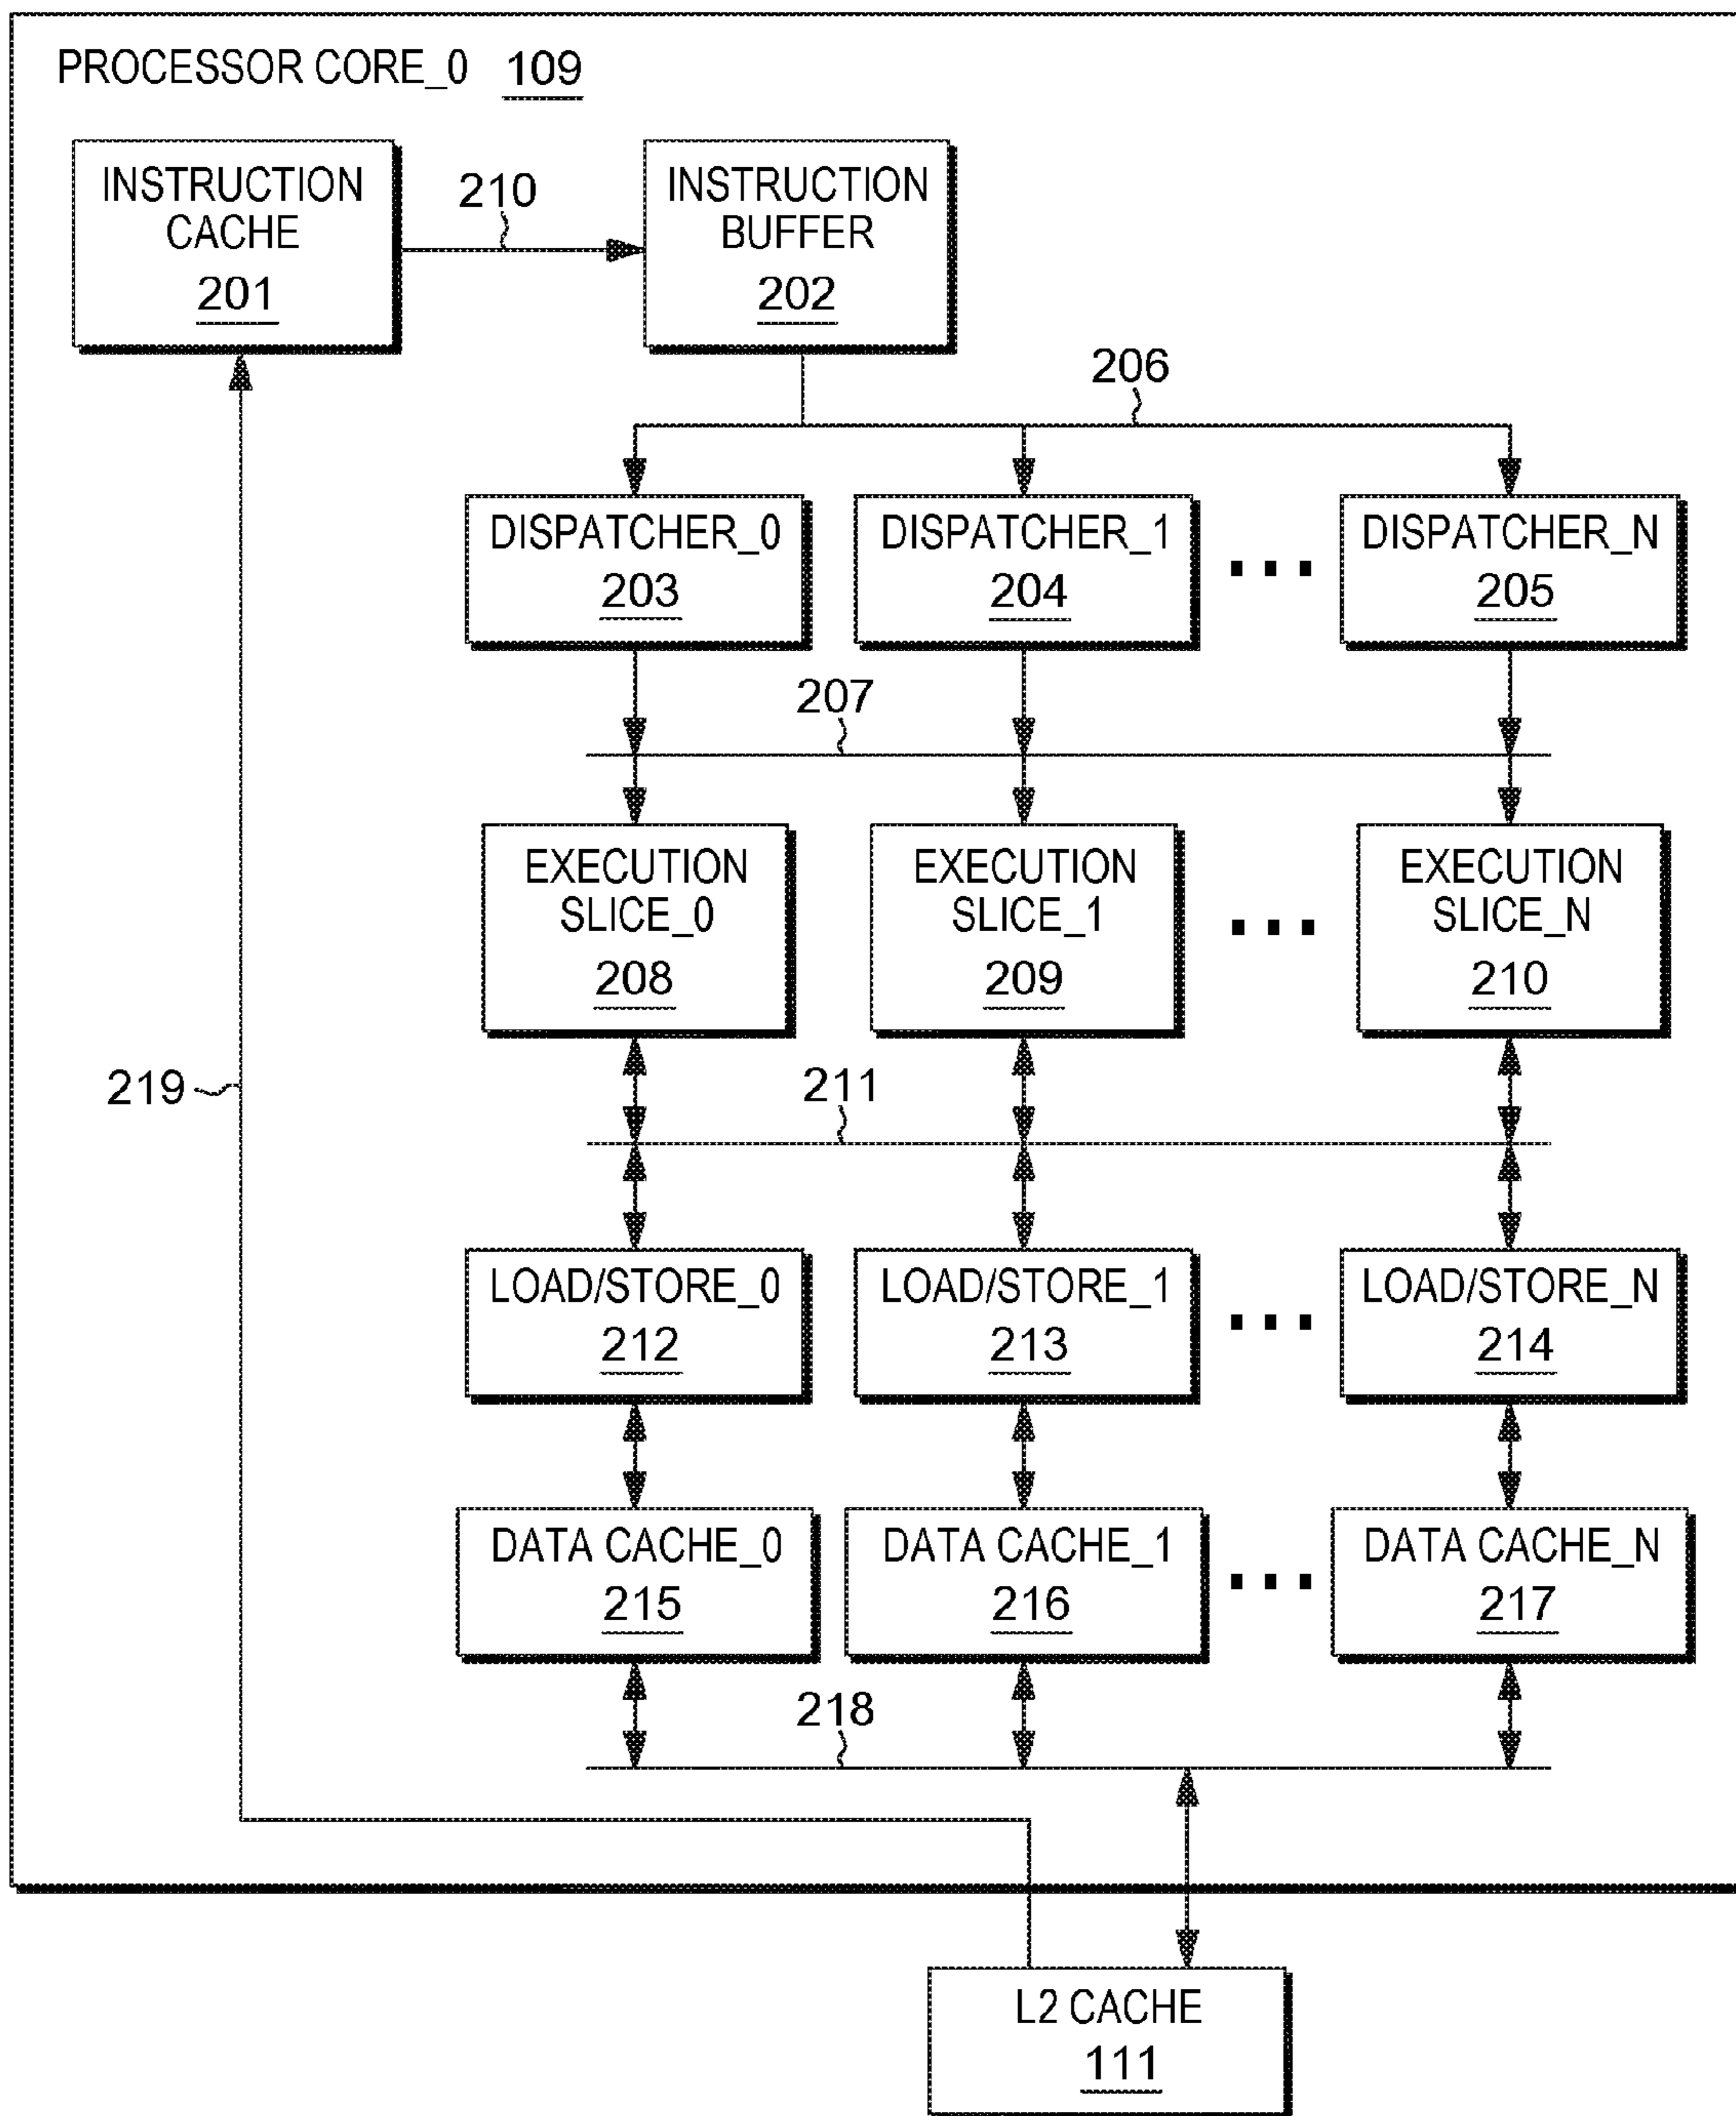 PROCESSOR CORE_0 109
INSTRUCTION
CACHE
201
210
INSTRUCTION
BUFFER
202
206
DISPATCHER_0
203
DISPATCHER_1
204
...
DISPATCHER_N
205
207
EXECUTION
SLICE_0
208
EXECUTION
SLICE_1
209
...
EXECUTION
SLICE_N
210
219
211
LOAD/STORE_0
212
LOAD/STORE_1
213
...
LOAD/STORE_N
214
DATA CACHE_0
215
DATA CACHE_1
216
...
DATA CACHE_N
217
218
L2 CACHE
111